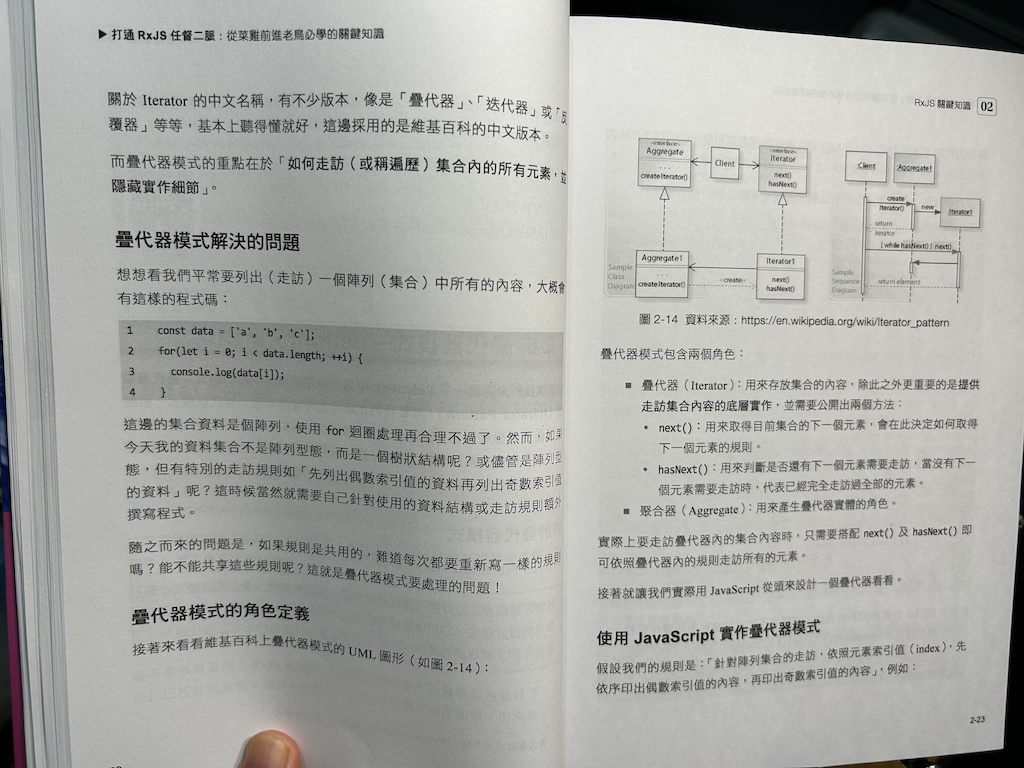 ▶ 打通 RxJS 任督二脈：從菜雞前進老鳥必學的關鍵知識
關於 Iterator 的中文名稱，有不少版本，像是「疊代器」、「迭代器」或「反
覆器」等等，基本上聽得懂就好，這邊採用的是維基百科的中文版本。
而疊代器模式的重點在於「如何走訪（或稱遍歷）集合內的所有元素，並
隱藏實作細節」。
疊代器模式解決的問題
想想看我們平常要列出（走訪）一個陣列（集合）中所有的內容，大概會
有這樣的程式碼：
1 const data = ['a', 'b', 'c'];
2 for(let i = 0; i < data.length; ++i) {
3 console.log(data[i]);
4 }
這邊的集合資料是個陣列，使用 for 迴圈處理再合理不過了。然而，如果
今天我的資料集合不是陣列型態，而是一個樹狀結構呢？或儘管是陣列型
態，但有特別的走訪規則如「先列出偶數索引值的資料再列出奇數索引值
的資料」呢？這時候當然就需要自己針對使用的資料結構或走訪規則額外
撰寫程式。
隨之而來的問題是，如果規則是共用的，難道每次都要重新寫一樣的規則
嗎？能不能共享這些規則呢？這就是疊代器模式要處理的問題！
疊代器模式的角色定義
接著來看看維基百科上疊代器模式的 UML 圖形（如圖 2-14）：
RxJS 關鍵知識 02
«interface»
Aggregate
- - -
createIterator()
Client
«interface»
Iterator
next()
hasNext()
Aggregate1
- - -
createIterator()
«create»
Iterator1
next()
hasNext()
Sample
Class
Diagram
Client
Aggregate1
create
Iterator()
new
Iterator1
return
iterator
[ while hasNext() ] next()
return element
Sample
Sequence
Diagram
圖 2-14 資料來源：https://en.wikipedia.org/wiki/Iterator_pattern
疊代器模式包含兩個角色：
■ 疊代器（Iterator）：用來存放集合的內容，除此之外更重要的是提供
走訪集合內容的底層實作，並需要公開出兩個方法：
• next()：用來取得目前集合的下一個元素，會在此決定如何取得
下一個元素的規則。
• hasNext()：用來判斷是否還有下一個元素需要走訪，當沒有下一
個元素需要走訪時，代表已經完全走訪過全部的元素。
■ 聚合器（Aggregate）：用來產生疊代器實體的角色。
實際上要走訪疊代器內的集合內容時，只需要搭配 next() 及 hasNext() 即
可依照疊代器內的規則走訪所有的元素。
接著就讓我們實際用 JavaScript 從頭來設計一個疊代器看看。
使用 JavaScript 實作疊代器模式
假設我們的規則是：「針對陣列集合的走訪，依照元素索引值（index），先
依序印出偶數索引值的內容，再印出奇數索引值的內容」，例如：
2-23